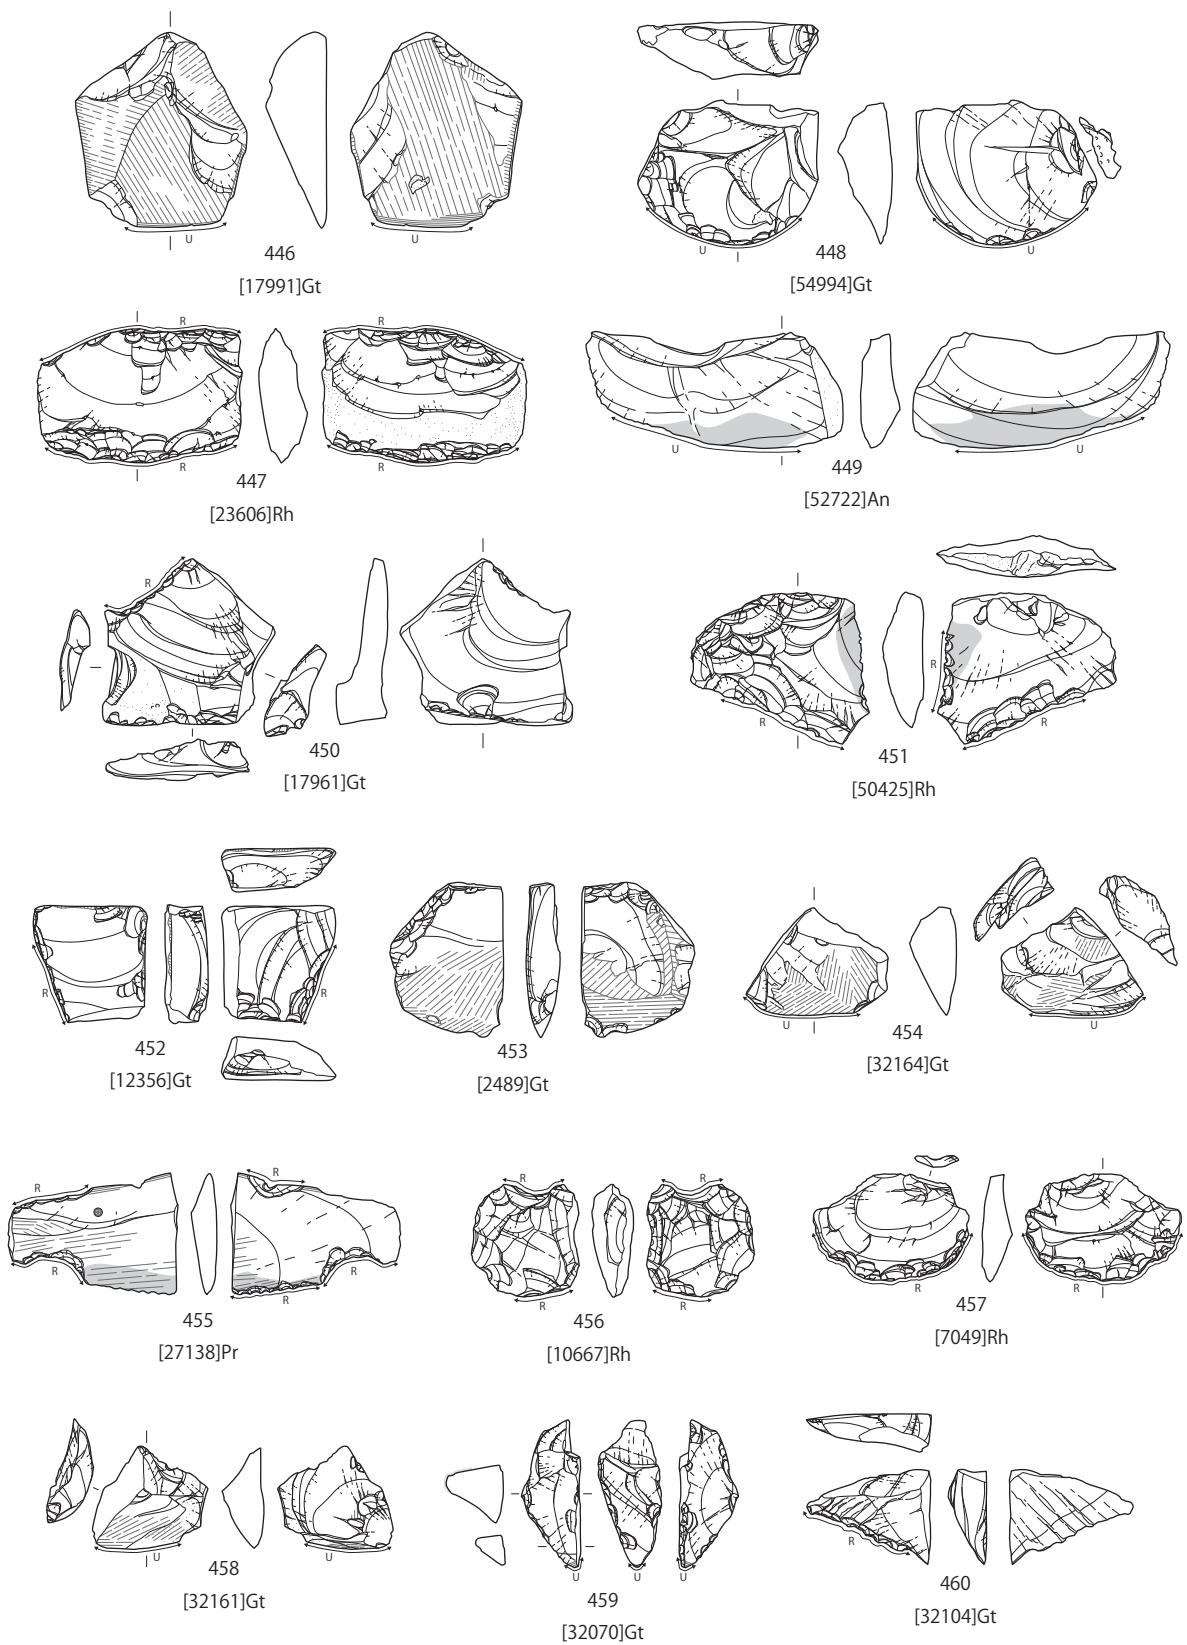 U
U
446
[17991]Gt
U
U
448
[54994]Gt
R
R
R
R
447
[23606]Rh
U
U
449
[52722]An
R
450
[17961]Gt
R
R
R
451
[50425]Rh
R
R
452
[12356]Gt
453
[2489]Gt
U
U
454
[32164]Gt
R
R
R
R
R
455
[27138]Pr
R
R
R
R
456
[10667]Rh
R
R
457
[7049]Rh
U
U
458
[32161]Gt
U
U
U
459
[32070]Gt
R
460
[32104]Gt